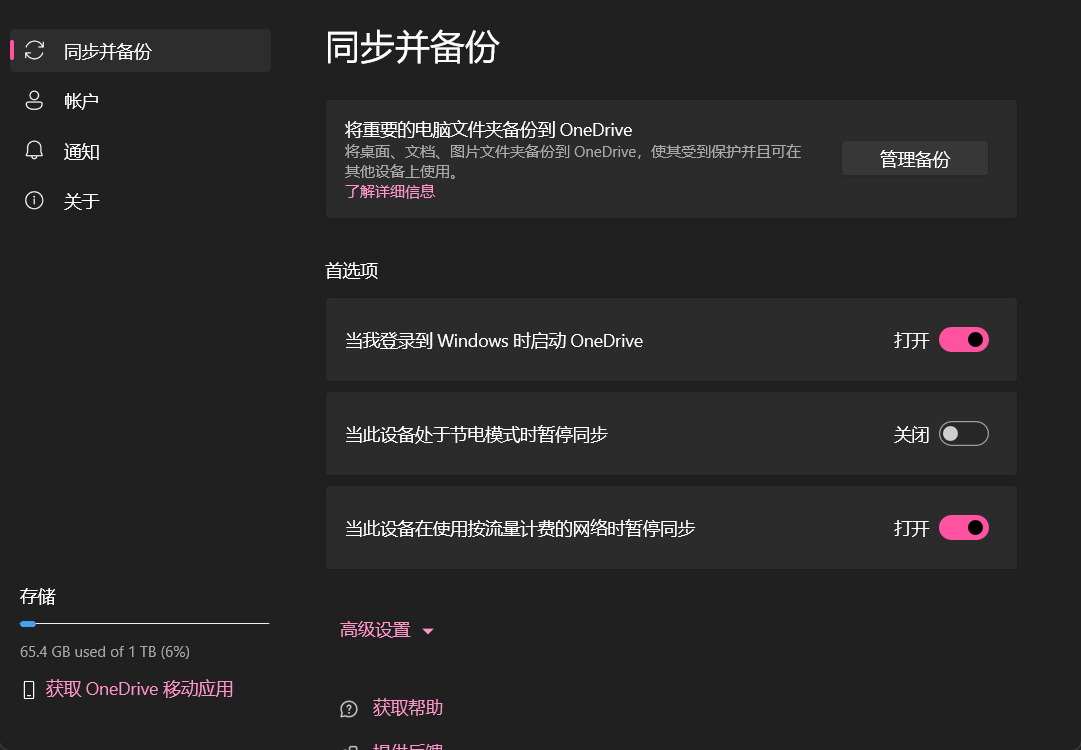 同步并备份
帐户
通知
关于
存储
65.4 GB used of 1 TB (6%)
获取 OneDrive 移动应用
同步并备份
将重要的电脑文件夹备份到 OneDrive
将桌面、文档、图片文件夹备份到 OneDrive，使其受到保护并且可在
其他设备上使用。
了解详细信息
管理备份
首选项
当我登录到 Windows 时启动 OneDrive
打开
当此设备处于节电模式时暂停同步
关闭
当此设备在使用按流量计费的网络时暂停同步
打开
高级设置
获取帮助
提供反馈